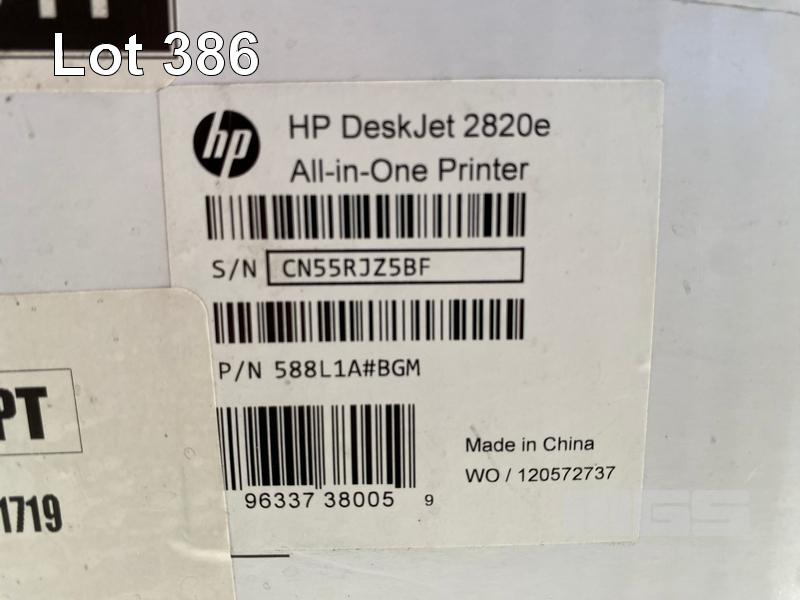 Lot 386
hp
HP DeskJet 2820e
All-in-One Printer
S/N CN55RJZ5BF
P/N 588L1A#BGM
96337 38005 9
Made in China
WO / 120572737
PT
1719